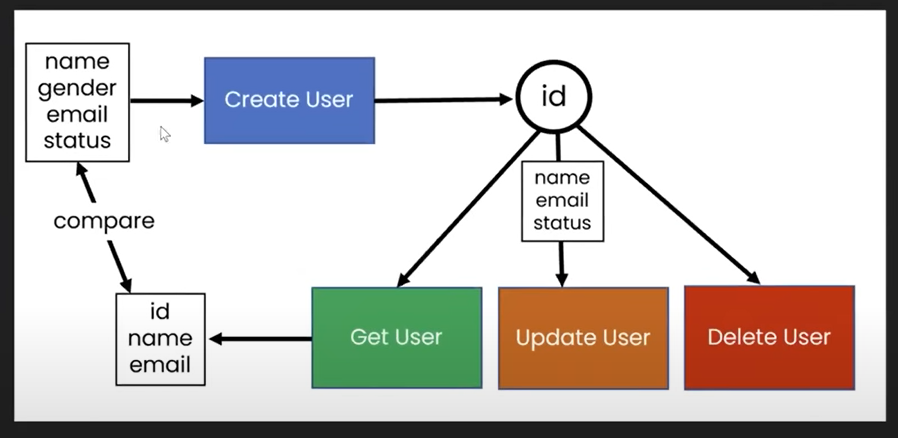 name
gender
email
status
Create User
id
compare
name
email
status
id
name
email
Get User
Update User
Delete User